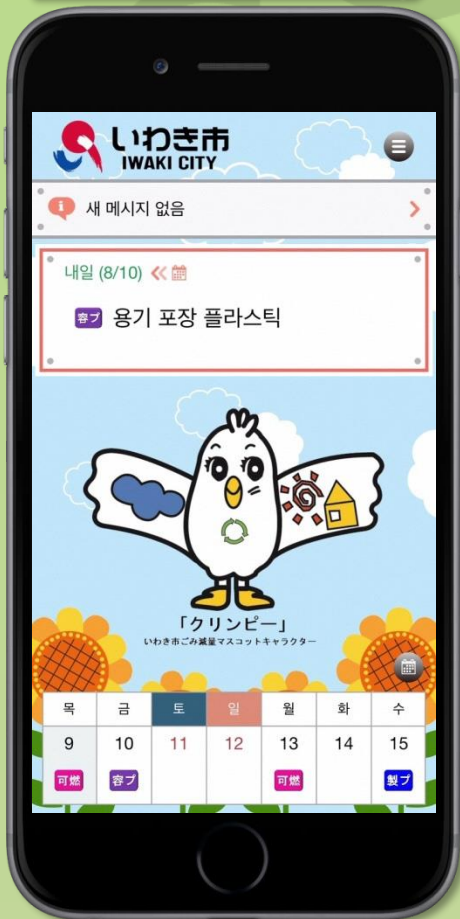 いわき市
IWAKI CITY
새 메시지 없음
내일 (8/10)
容プ 용기 포장 플라스틱
「クリンピー」
いわき市ごみ減量マスコットキャラクター
목 금 토 일 월 화 수
9 10 11 12 13 14 15
可燃 容プ 可燃 製プ